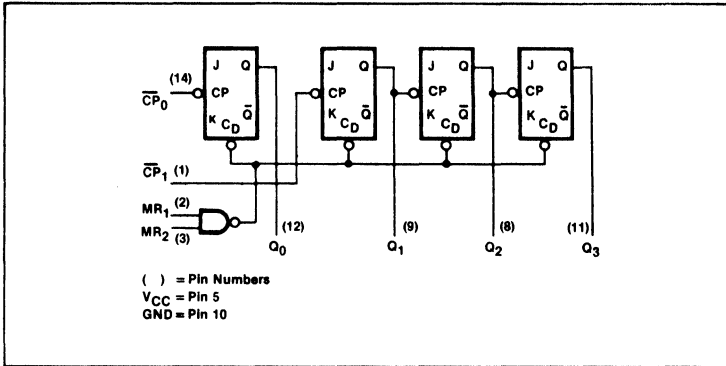 J Q J Q J Q J Q
(14)
C̅P̅₀ CP CP CP CP
K C_D Q̅ K C_D Q̅ K C_D Q̅ K C_D Q̅
C̅P̅₁ (1)
MR₁ (2)
MR₂ (3)
(12) (9) (8) (11)
Q₀ Q₁ Q₂ Q₃
( ) = Pin Numbers
V_CC = Pin 5
GND = Pin 10